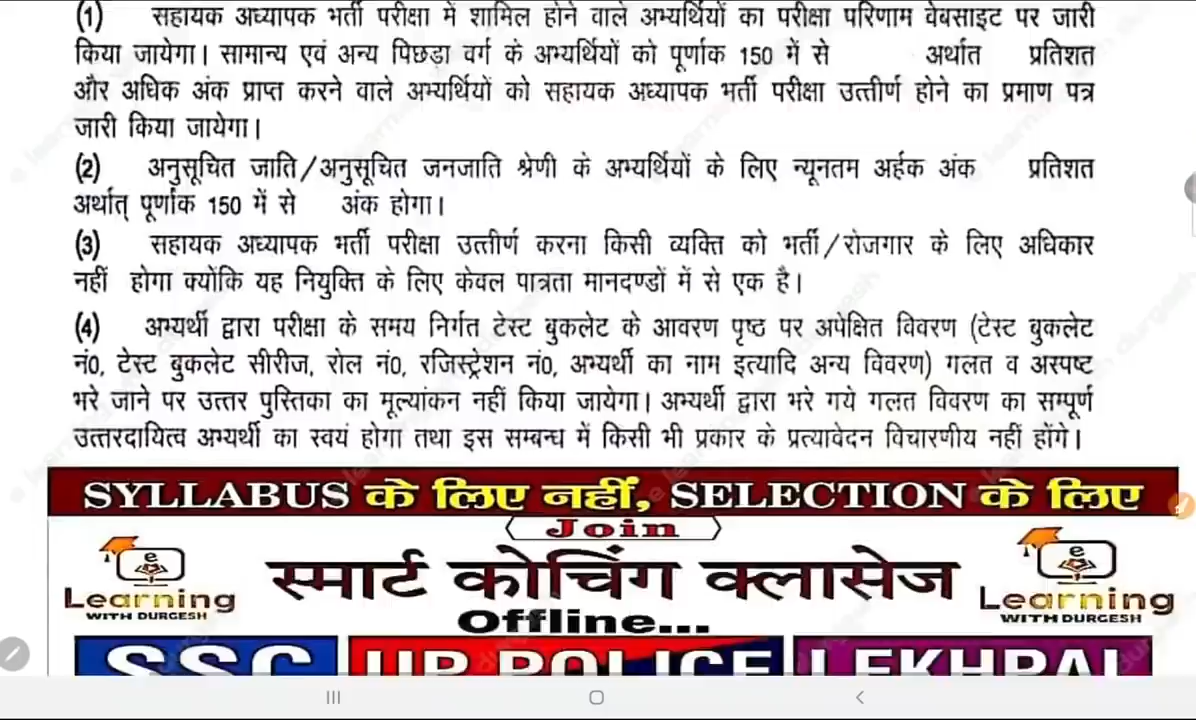 (1) सहायक अध्यापक भर्ती परीक्षा में शामिल होने वाले अभ्यर्थियों का परीक्षा परिणाम वेबसाइट पर जारी
किया जायेगा। सामान्य एवं अन्य पिछड़ा वर्ग के अभ्यर्थियों को पूर्णाक 150 में से अर्थात प्रतिशत
और अधिक अंक प्राप्त करने वाले अभ्यर्थियों को सहायक अध्यापक भर्ती परीक्षा उत्तीर्ण होने का प्रमाण पत्र
जारी किया जायेगा।
(2) अनुसूचित जाति/अनुसूचित जनजाति श्रेणी के अभ्यर्थियों के लिए न्यूनतम अर्हक अंक प्रतिशत
अर्थात् पूर्णाक 150 में से अंक होगा।
(3) सहायक अध्यापक भर्ती परीक्षा उत्तीर्ण करना किसी व्यक्ति को भर्ती/रोजगार के लिए अधिकार
नहीं होगा क्योंकि यह नियुक्ति के लिए केवल पात्रता मानदण्डों में से एक है।
(4) अभ्यर्थी द्वारा परीक्षा के समय निर्गत टेस्ट बुकलेट के आवरण पृष्ठ पर अपेक्षित विवरण (टेस्ट बुकलेट
नं0, टेस्ट बुकलेट सीरीज, रोल नं0, रजिस्ट्रेशन नं0, अभ्यर्थी का नाम इत्यादि अन्य विवरण) गलत व अस्पष्ट
भरे जाने पर उत्तर पुस्तिका का मूल्यांकन नहीं किया जायेगा। अभ्यर्थी द्वारा भरे गये गलत विवरण का सम्पूर्ण
उत्तरदायित्व अभ्यर्थी का स्वयं होगा तथा इस सम्बन्ध में किसी भी प्रकार के प्रत्यावेदन विचारणीय नहीं होंगे।
SYLLABUS के लिए नहीं, SELECTION के लिए
Join
स्मार्ट कोचिंग क्लासेज
e Learning WITH DURGESH
e Learning WITH DURGESH
Offline...
SSC UP POLICE LEKHPAL